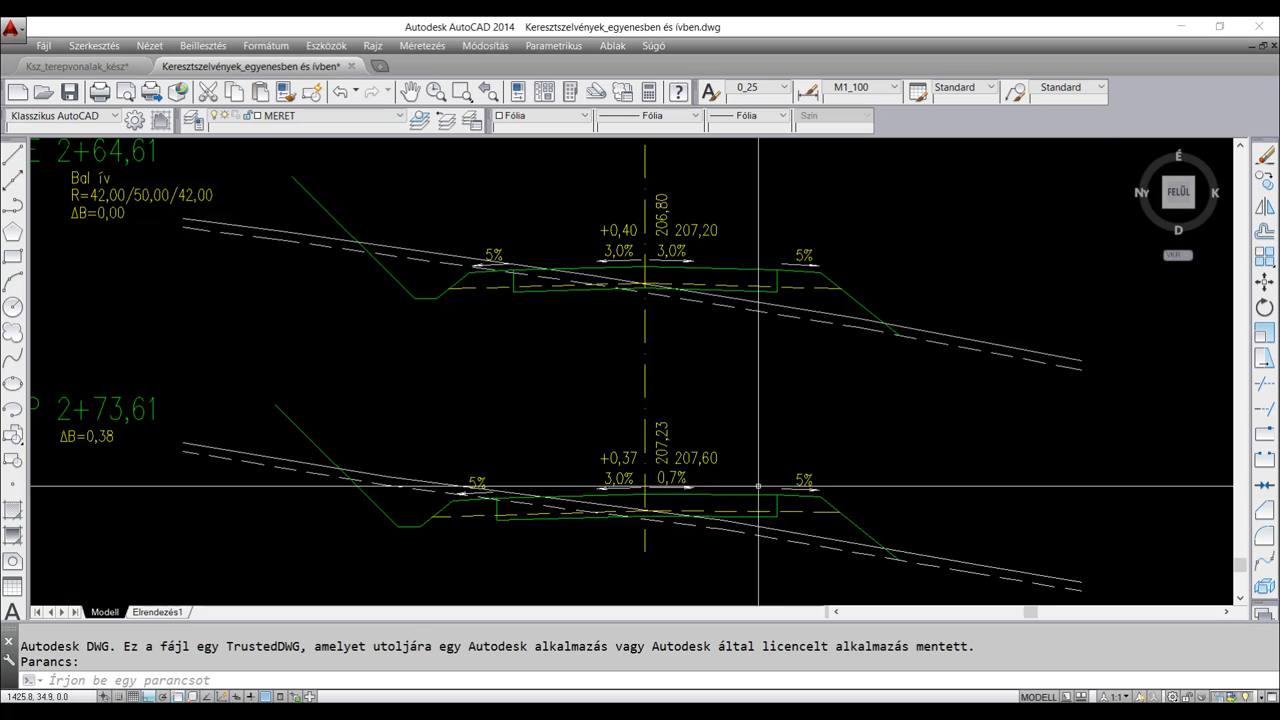 Autodesk AutoCAD 2014 Keresztszelvények_egyenesben és ívben.dwg
Fájl Szerkesztés Nézet Beillesztés Formátum Eszközök Rajz Méretezés Módosítás Parametrikus Ablak Súgó
Ksz_terepvonalak_kész* Keresztszelvények_egyenesben és ívben*
0_25 M1_100 Standard Standard
Klasszikus AutoCAD MERET Fólia Fólia Fólia Szín
2+64,61
Bal ív
R=42,00/50,00/42,00
ΔB=0,00
206,80
+0,40 207,20
5% 3,0% 3,0% 5%
É
Ny FELÜL K
D
VKR
P 2+73,61
ΔB=0,38
207,23
+0,37 207,60
5% 3,0% 0,7% 5%
Modell Elrendezés1
Autodesk DWG. Ez a fájl egy TrustedDWG, amelyet utoljára egy Autodesk alkalmazás vagy Autodesk által licencelt alkalmazás mentett.
Parancs:
Írjon be egy parancsot
1425.8, 34.9, 0.0 MODELL 1:1